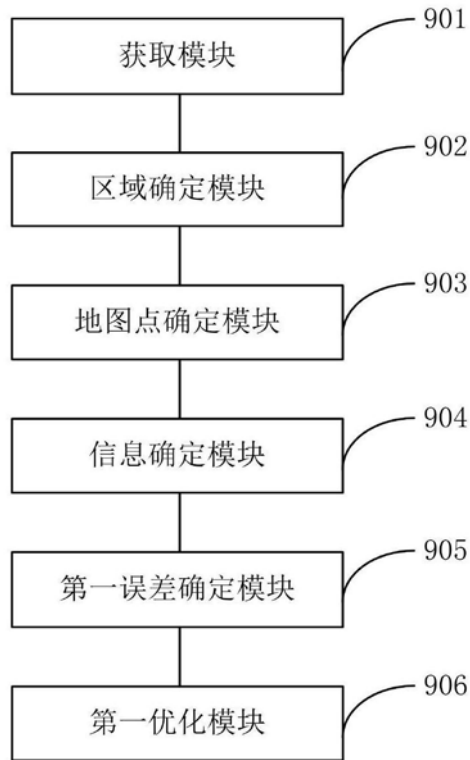 901
获取模块
902
区域确定模块
903
地图点确定模块
904
信息确定模块
905
第一误差确定模块
906
第一优化模块